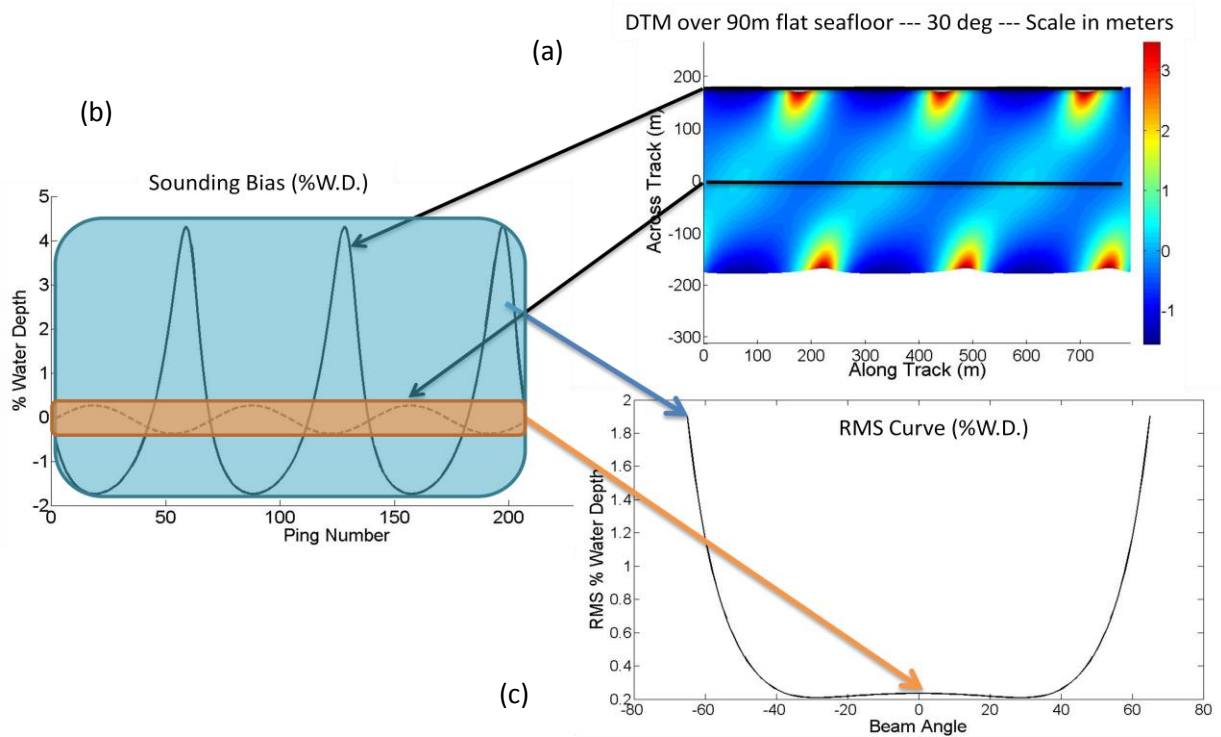 (a)
DTM over 90m flat seafloor --- 30 deg --- Scale in meters
200
100
0
-100
-200
-300
Across Track (m)
0 100 200 300 400 500 600 700
Along Track (m)
3
2
1
0
-1
(b)
Sounding Bias (%W.D.)
5
4
3
2
1
0
-1
-2
% Water Depth
0 50 100 150 200
Ping Number
(c)
RMS Curve (%W.D.)
2
1.8
1.6
1.4
1.2
1
0.8
0.6
0.4
0.2
RMS % Water Depth
-80 -60 -40 -20 0 20 40 60 80
Beam Angle